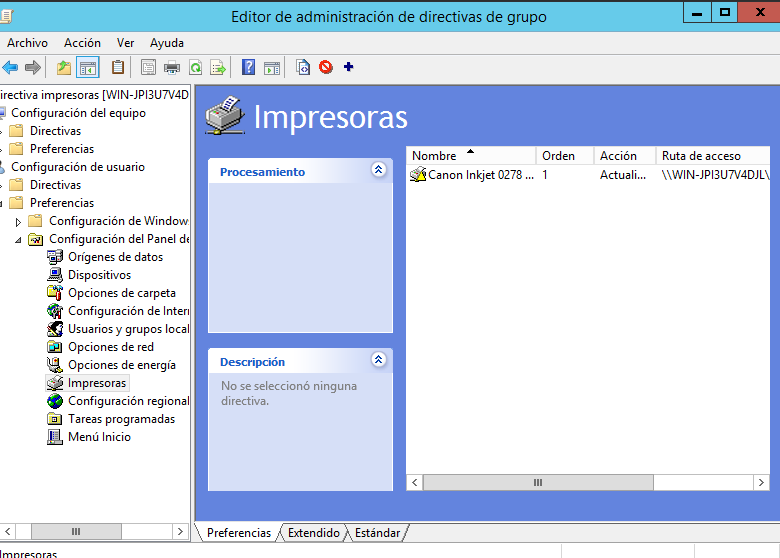 Editor de administración de directivas de grupo
Archivo Acción Ver Ayuda
irectiva impresoras [WIN-JPI3U7V4D
Configuración del equipo
Directivas
Preferencias
Configuración de usuario
Directivas
Preferencias
Configuración de Window
Configuración del Panel de
Orígenes de datos
Dispositivos
Opciones de carpeta
Configuración de Inter
Usuarios y grupos local
Opciones de red
Opciones de energía
Impresoras
Configuración regional
Tareas programadas
Menú Inicio
Impresoras
Procesamiento
Descripción
No se seleccionó ninguna
directiva.
Nombre Orden Acción Ruta de acceso
Canon Inkjet 0278 ... 1 Actuali... \\WIN-JPI3U7V4DJL\
Preferencias Extendido Estándar
Impresoras